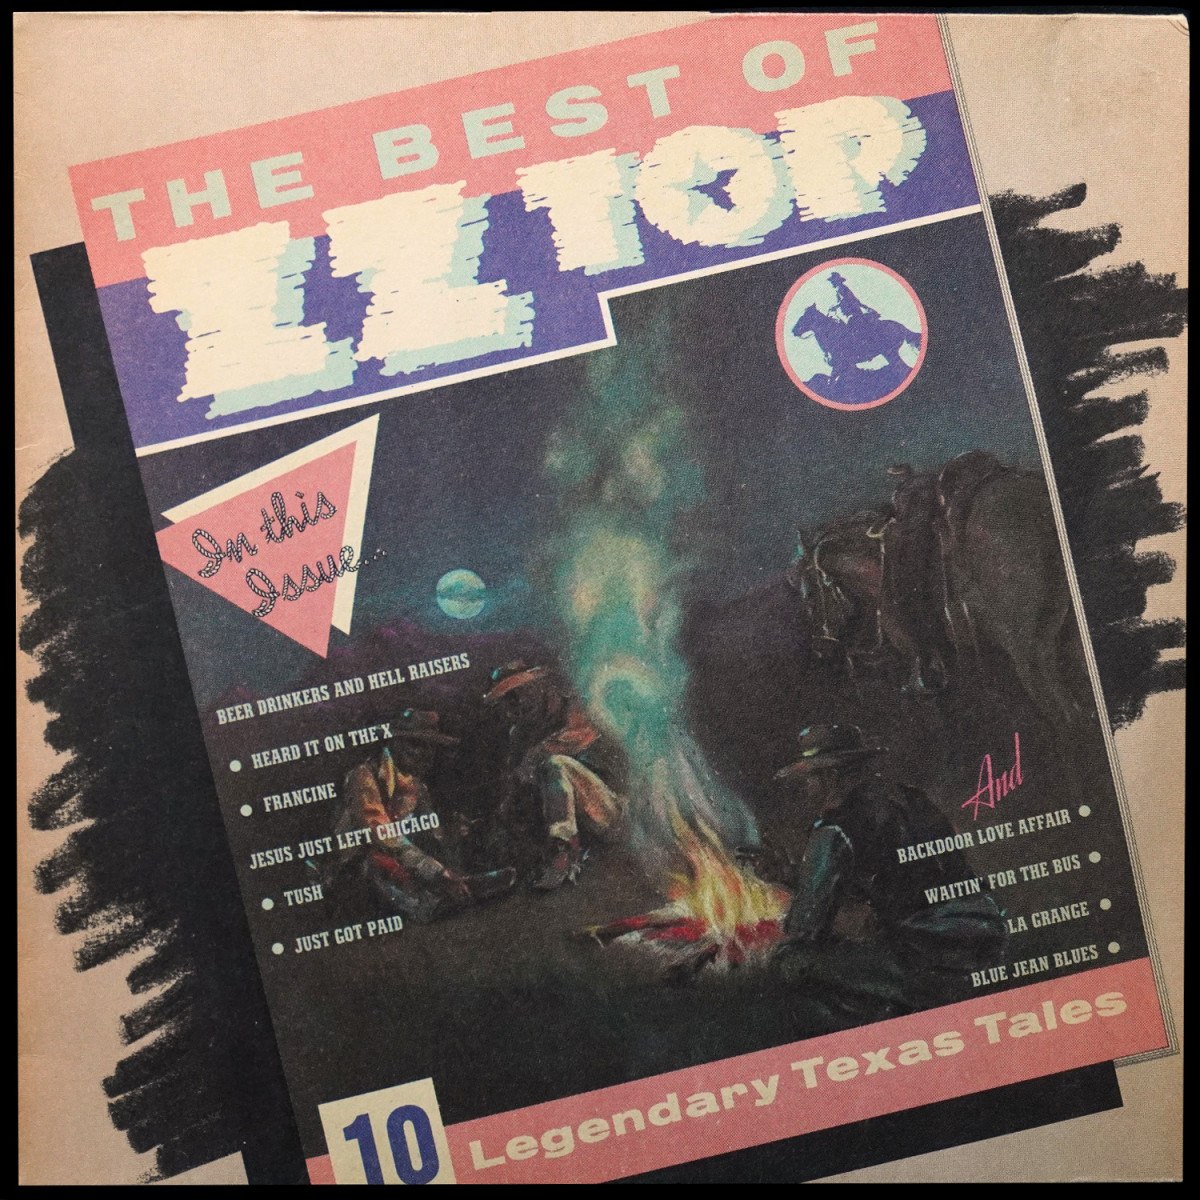 THE BEST OF
ZZ TOP
In this
Issue...
BEER DRINKERS AND HELL RAISERS
• HEARD IT ON THE X
• FRANCINE
JESUS JUST LEFT CHICAGO
• TUSH
• JUST GOT PAID
And
BACKDOOR LOVE AFFAIR •
WAITIN' FOR THE BUS •
LA GRANGE •
BLUE JEAN BLUES •
10 Legendary Texas Tales